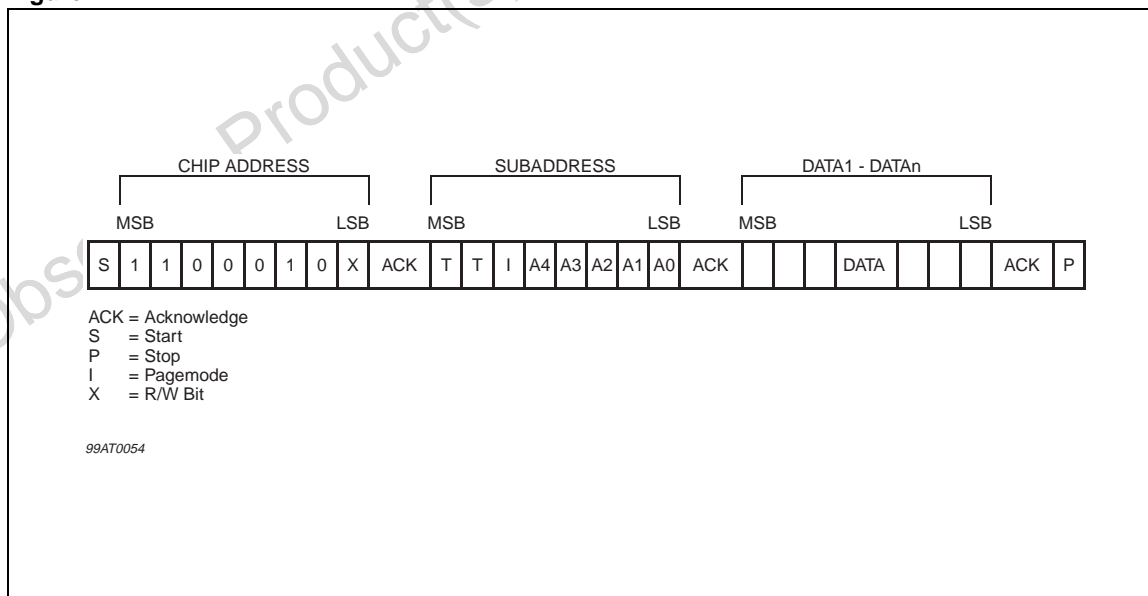 Product(s)
CHIP ADDRESS SUBADDRESS DATA1 - DATAn
MSB LSB MSB LSB MSB LSB
S 1 1 0 0 0 1 0 X ACK T T I A4 A3 A2 A1 A0 ACK DATA ACK P
ACK = Acknowledge
S = Start
P = Stop
I = Pagemode
X = R/W Bit
99AT0054